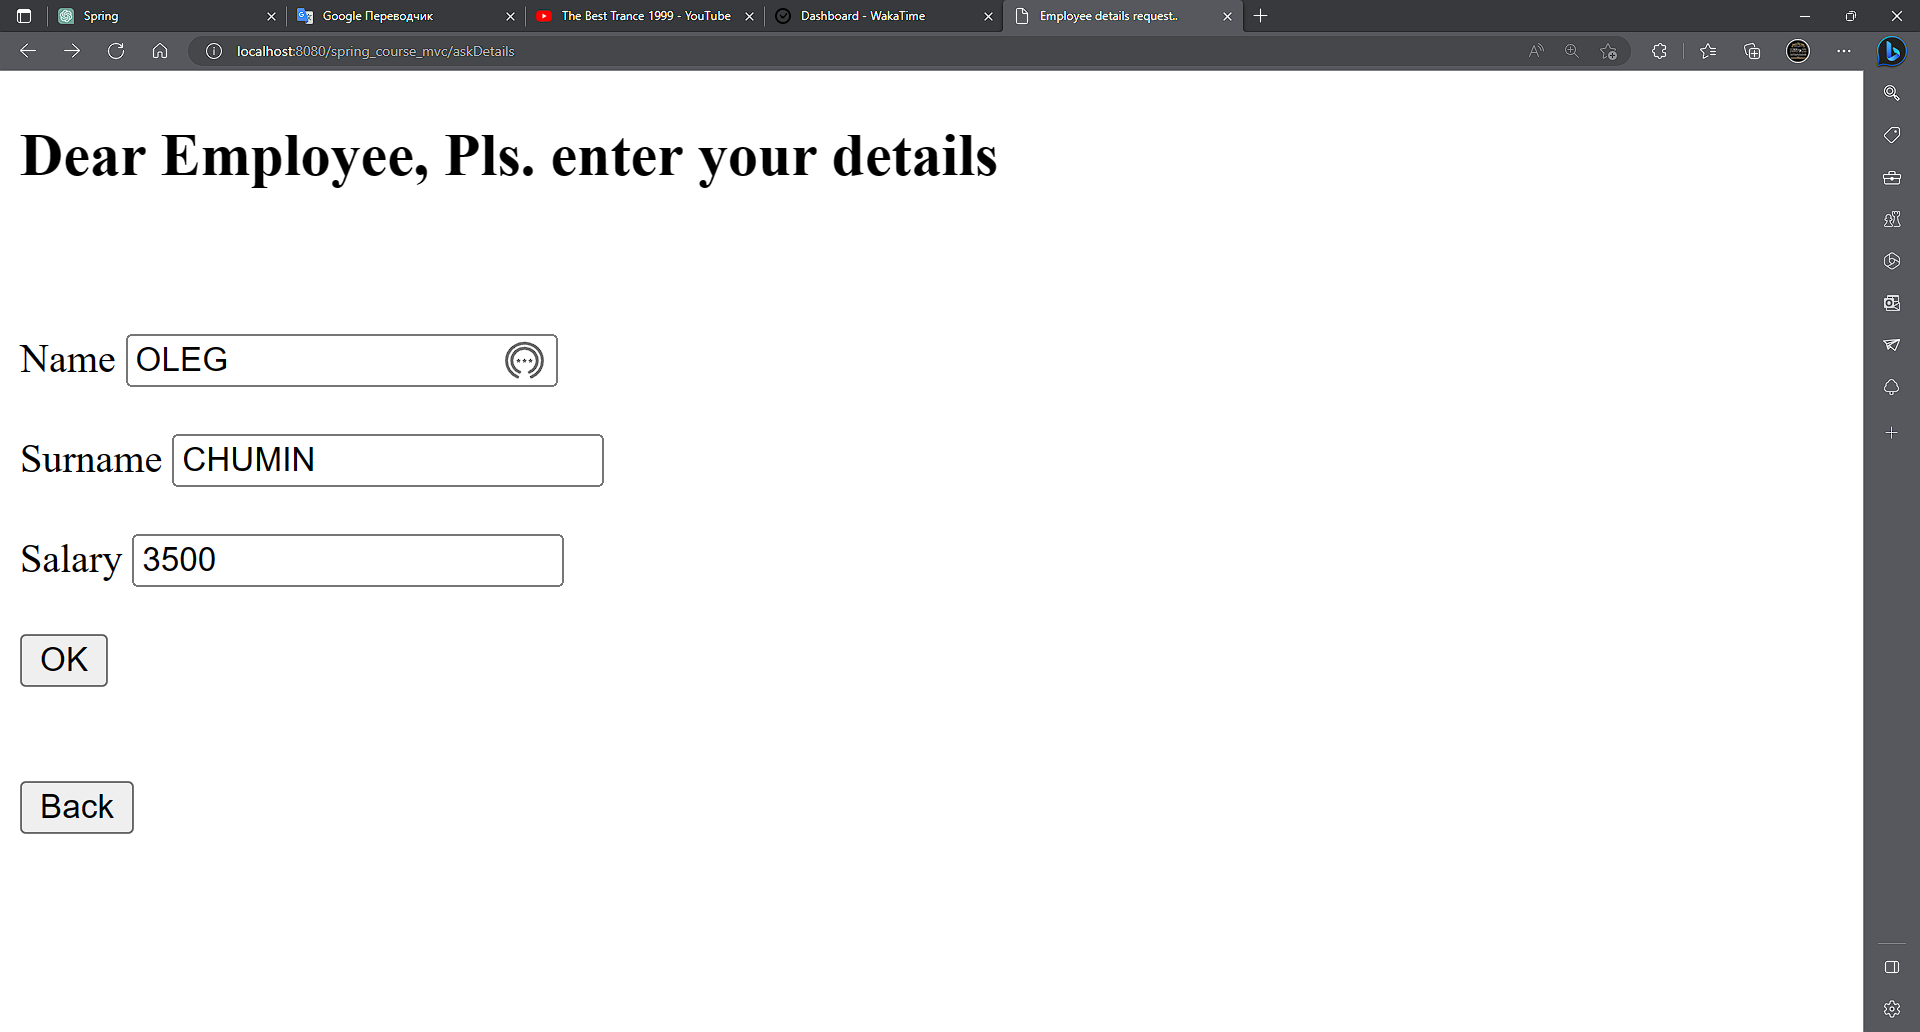 Spring
Google Переводчик
The Best Trance 1999 - YouTube
Dashboard - WakaTime
Employee details request..
localhost:8080/spring_course_mvc/askDetails
Dear Employee, Pls. enter your details
Name OLEG
Surname CHUMIN
Salary 3500
OK
Back